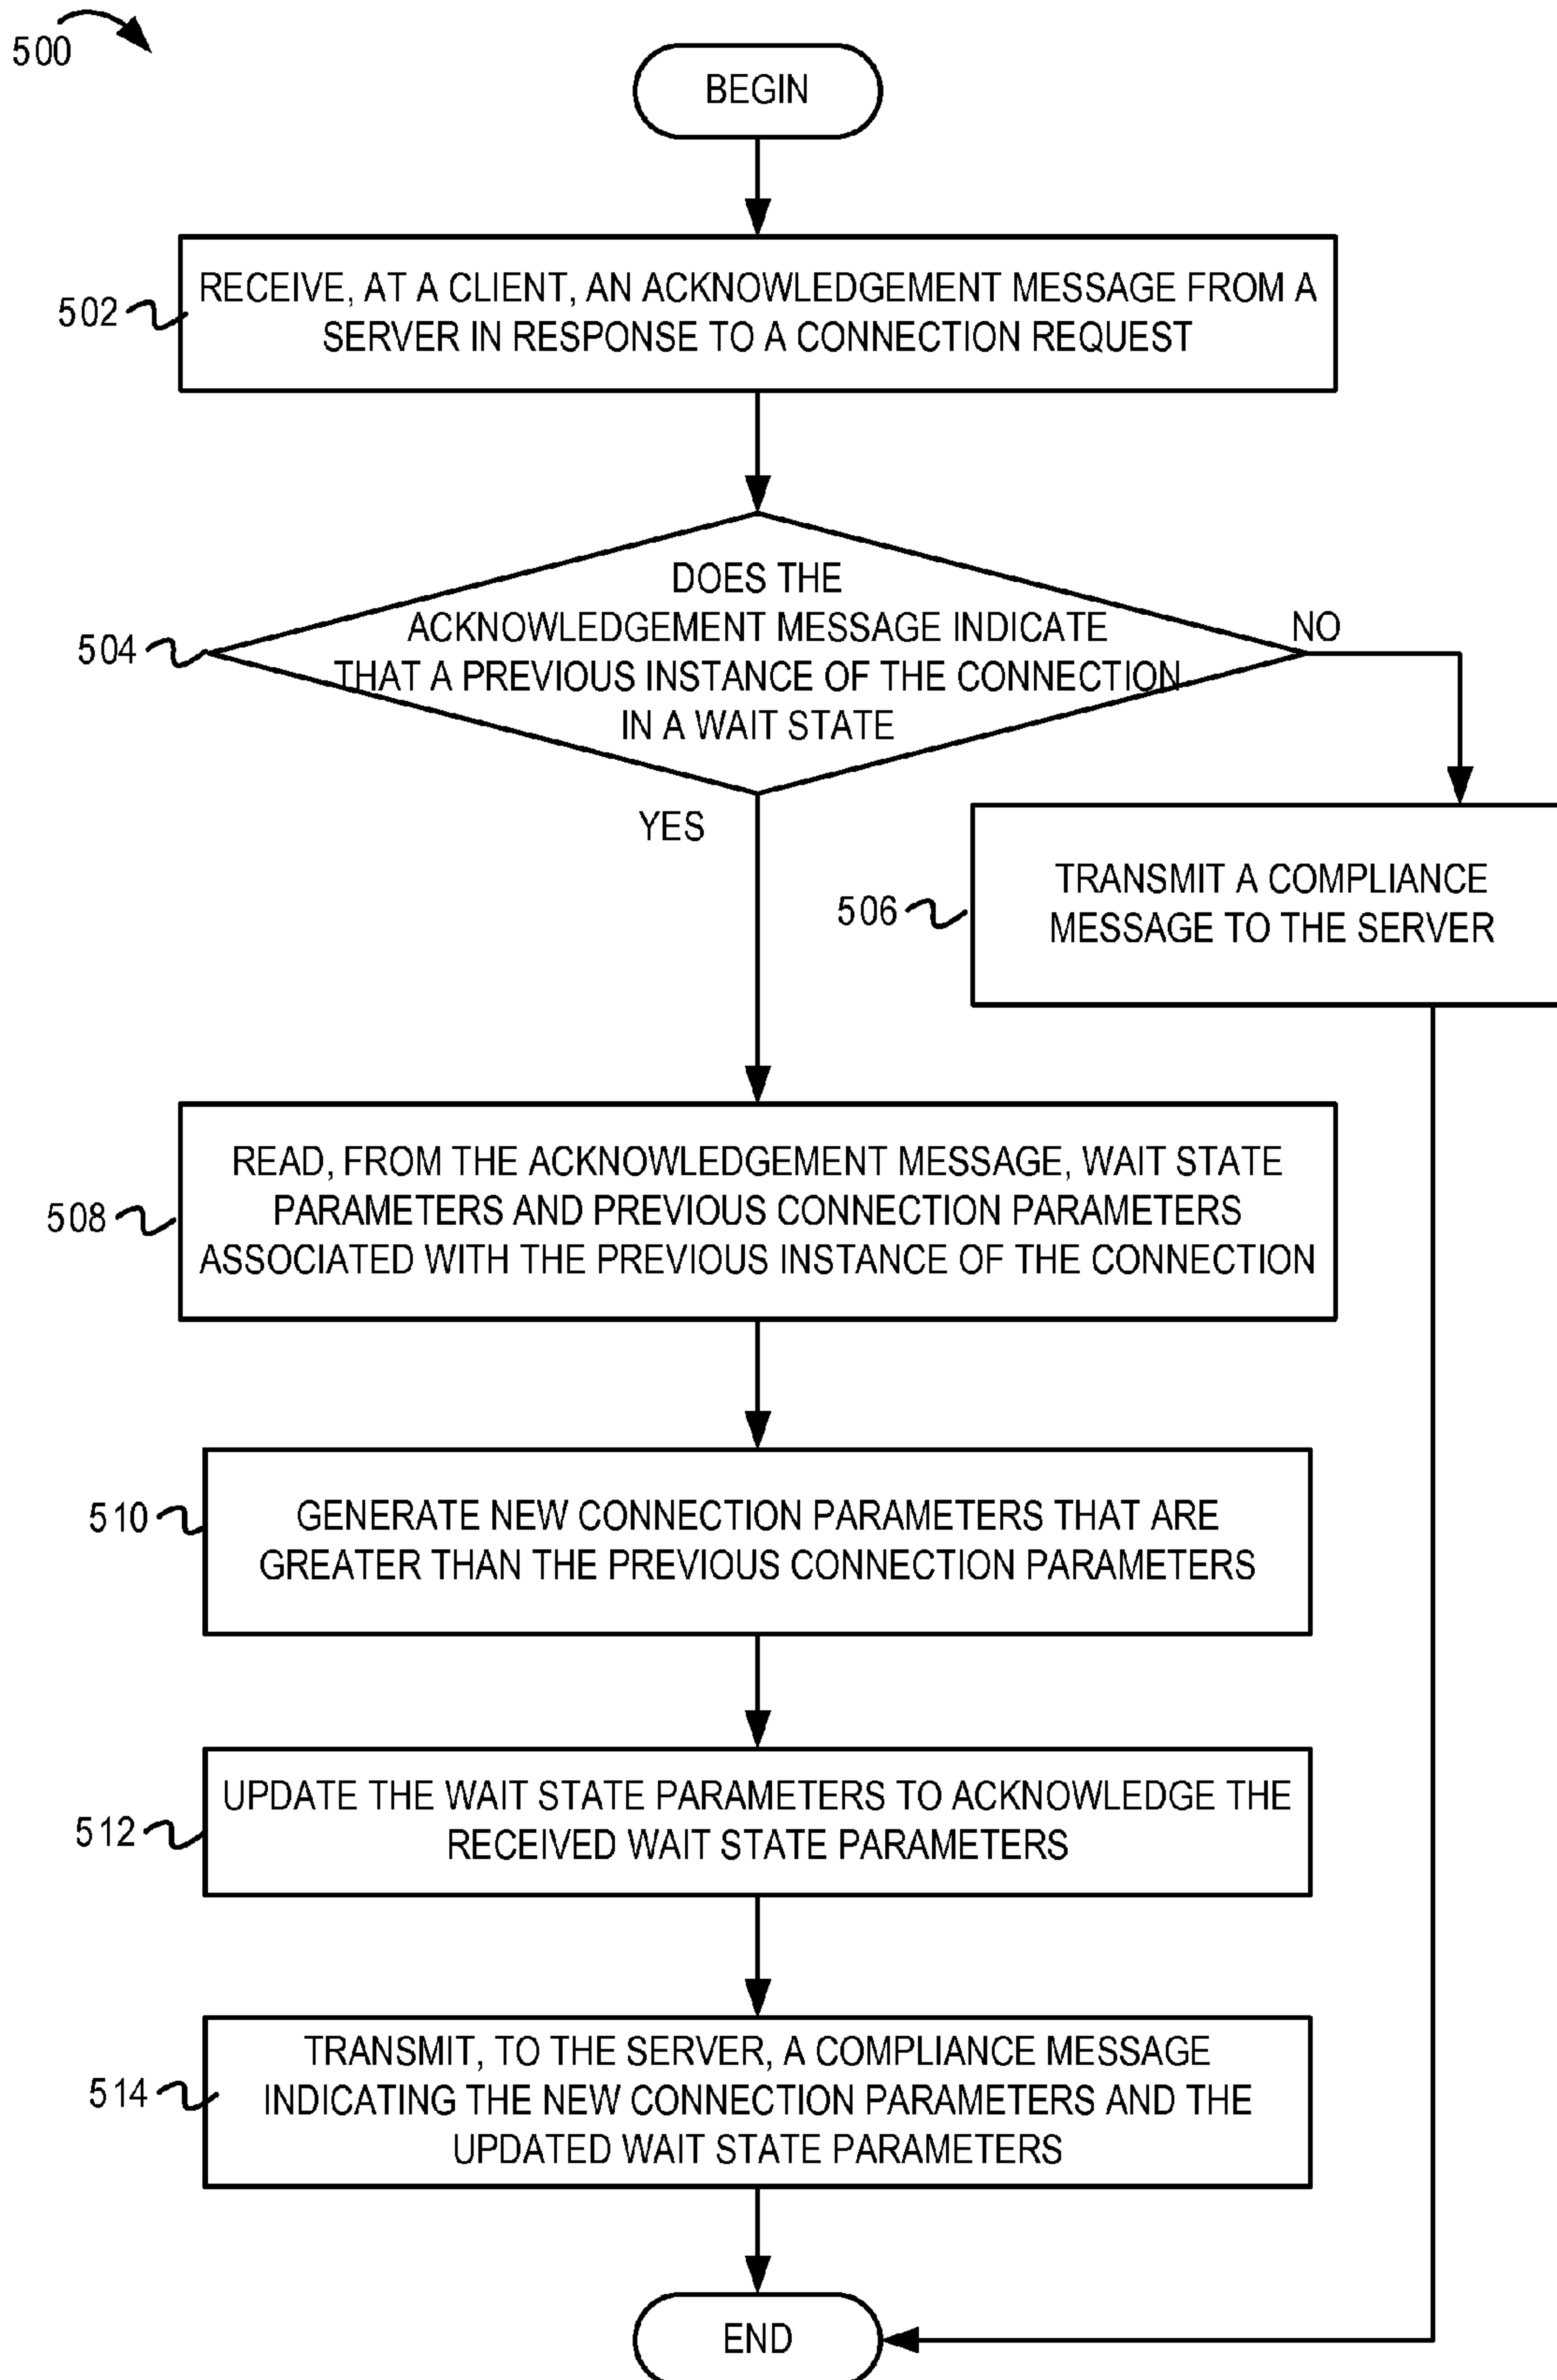 500
BEGIN
502
RECEIVE, AT A CLIENT, AN ACKNOWLEDGEMENT MESSAGE FROM A
SERVER IN RESPONSE TO A CONNECTION REQUEST
504
DOES THE
ACKNOWLEDGEMENT MESSAGE INDICATE
THAT A PREVIOUS INSTANCE OF THE CONNECTION
IN A WAIT STATE
NO
YES
506
TRANSMIT A COMPLIANCE
MESSAGE TO THE SERVER
508
READ, FROM THE ACKNOWLEDGEMENT MESSAGE, WAIT STATE
PARAMETERS AND PREVIOUS CONNECTION PARAMETERS
ASSOCIATED WITH THE PREVIOUS INSTANCE OF THE CONNECTION
510
GENERATE NEW CONNECTION PARAMETERS THAT ARE
GREATER THAN THE PREVIOUS CONNECTION PARAMETERS
512
UPDATE THE WAIT STATE PARAMETERS TO ACKNOWLEDGE THE
RECEIVED WAIT STATE PARAMETERS
514
TRANSMIT, TO THE SERVER, A COMPLIANCE MESSAGE
INDICATING THE NEW CONNECTION PARAMETERS AND THE
UPDATED WAIT STATE PARAMETERS
END